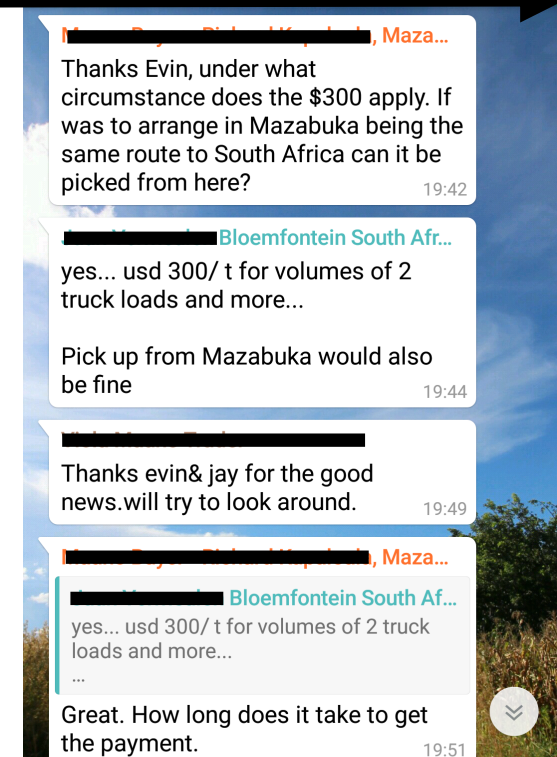 , Maza...
Thanks Evin, under what
circumstance does the $300 apply. If
was to arrange in Mazabuka being the
same route to South Africa can it be
picked from here?
19:42
Bloemfontein South Afr...
yes... usd 300/ t for volumes of 2
truck loads and more...
Pick up from Mazabuka would also
be fine
19:44
Thanks evin& jay for the good
news.will try to look around.
19:49
, Maza...
Bloemfontein South Af...
yes... usd 300/ t for volumes of 2 truck
loads and more...
...
Great. How long does it take to get
the payment.
19:51